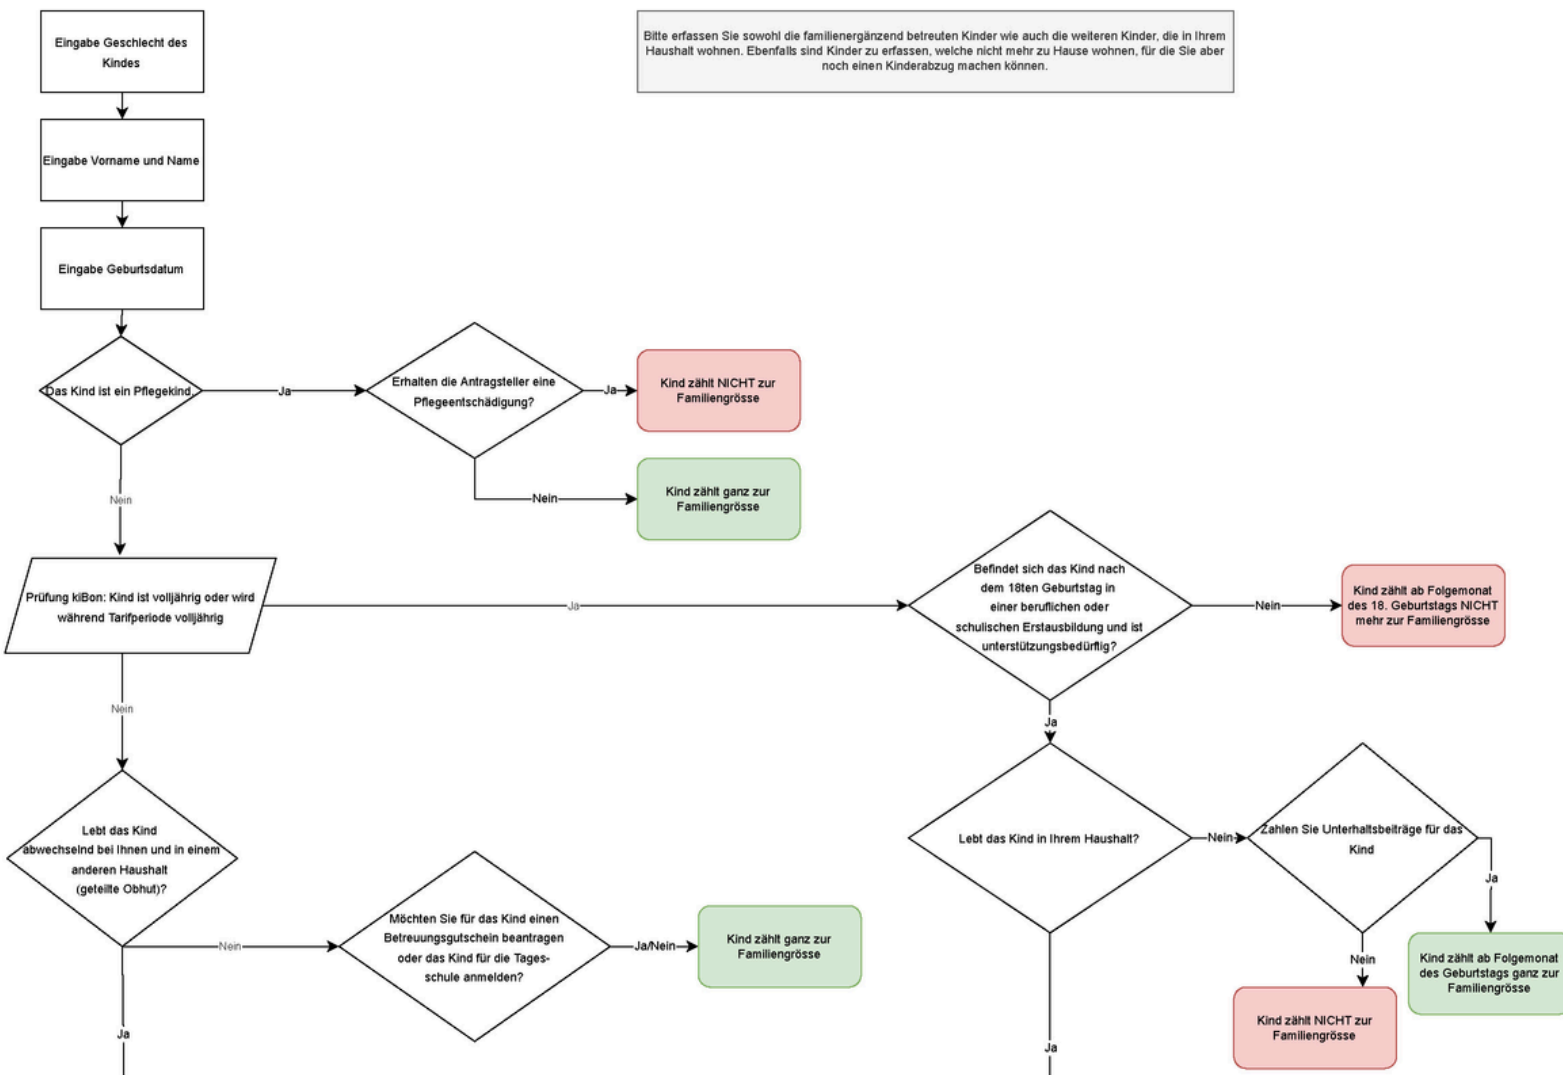 Eingabe Geschlecht des
Kindes
Bitte erfassen Sie sowohl die familienergänzend betreuten Kinder wie auch die weiteren Kinder, die in Ihrem
Haushalt wohnen. Ebenfalls sind Kinder zu erfassen, welche nicht mehr zu Hause wohnen, für die Sie aber
noch einen Kinderabzug machen können.
Eingabe Vorname und Name
Eingabe Geburtsdatum
Das Kind ist ein Pflegekind.
Ja
Erhalten die Antragsteller eine
Pflegeentschädigung?
Ja
Kind zählt NICHT zur
Familiengrösse
Nein
Kind zählt ganz zur
Familiengrösse
Nein
Prüfung kiBon: Kind ist volljährig oder wird
während Tarifperiode volljährig
Ja
Befindet sich das Kind nach
dem 18ten Geburtstag in
einer beruflichen oder
schulischen Erstausbildung und ist
unterstützungsbedürftig?
Nein
Kind zählt ab Folgemonat
des 18. Geburtstags NICHT
mehr zur Familiengrösse
Nein
Ja
Lebt das Kind
abwechselnd bei Ihnen und in einem
anderen Haushalt
(geteilte Obhut)?
Lebt das Kind in Ihrem Haushalt?
Nein
Zahlen Sie Unterhaltsbeiträge für das
Kind
Ja
Nein
Möchten Sie für das Kind einen
Betreuungsgutschein beantragen
oder das Kind für die Tages-
schule anmelden?
Ja/Nein
Kind zählt ganz zur
Familiengrösse
Nein
Kind zählt ab Folgemonat
des Geburtstags ganz zur
Familiengrösse
Kind zählt NICHT zur
Familiengrösse
Ja
Ja